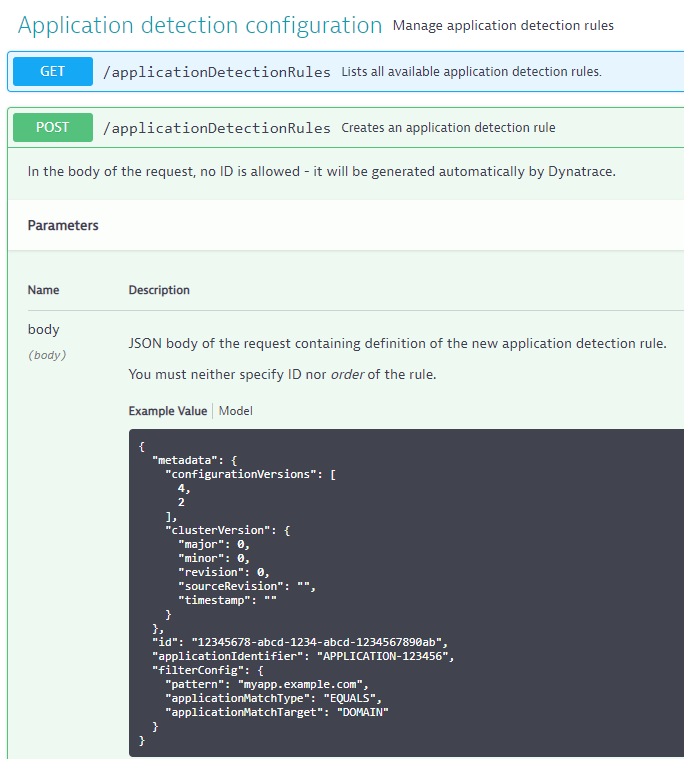 Application detection configuration Manage application detection rules
GET /applicationDetectionRules Lists all available application detection rules.
POST /applicationDetectionRules Creates an application detection rule
In the body of the request, no ID is allowed - it will be generated automatically by Dynatrace.
Parameters
Name Description
body
(body)
JSON body of the request containing definition of the new application detection rule.
You must neither specify ID nor order of the rule.
Example Value Model
{
  "metadata": {
    "configurationVersions": [
      4,
      2
    ],
    "clusterVersion": {
      "major": 0,
      "minor": 0,
      "revision": 0,
      "sourceRevision": "",
      "timestamp": ""
    }
  },
  "id": "12345678-abcd-1234-abcd-1234567890ab",
  "applicationIdentifier": "APPLICATION-123456",
  "filterConfig": {
    "pattern": "myapp.example.com",
    "applicationMatchType": "EQUALS",
    "applicationMatchTarget": "DOMAIN"
  }
}